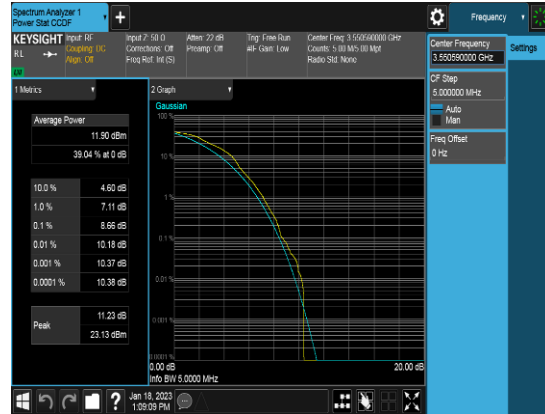 Spectrum Analyzer 1
Power Stat CCDF
+
Frequency
KEYSIGHT
RL
LXI
Input: RF
Coupling: DC
Align: Off
Input Z: 50 Ω
Corrections: Off
Freq Ref: Int (S)
Atten: 22 dB
Preamp: Off
Trig: Free Run
#IF Gain: Low
Center Freq: 3.550590000 GHz
Counts: 5.00 M/5.00 Mpt
Radio Std: None
Center Frequency
3.550590000 GHz
Settings
CF Step
5.000000 MHz
Auto
Man
Freq Offset
0 Hz
1 Metrics
2 Graph
Average Power
11.90 dBm
39.04 % at 0 dB
10.0 % 4.60 dB
1.0 % 7.11 dB
0.1 % 8.66 dB
0.01 % 10.18 dB
0.001 % 10.37 dB
0.0001 % 10.38 dB
Peak
11.23 dB
23.13 dBm
Gaussian
100 %
10 %
1 %
0.1 %
0.01 %
0.001 %
0.0001 %
0.00 dB
20.00 dB
Info BW 5.0000 MHz
?
Jan 18, 2023
1:09:09 PM